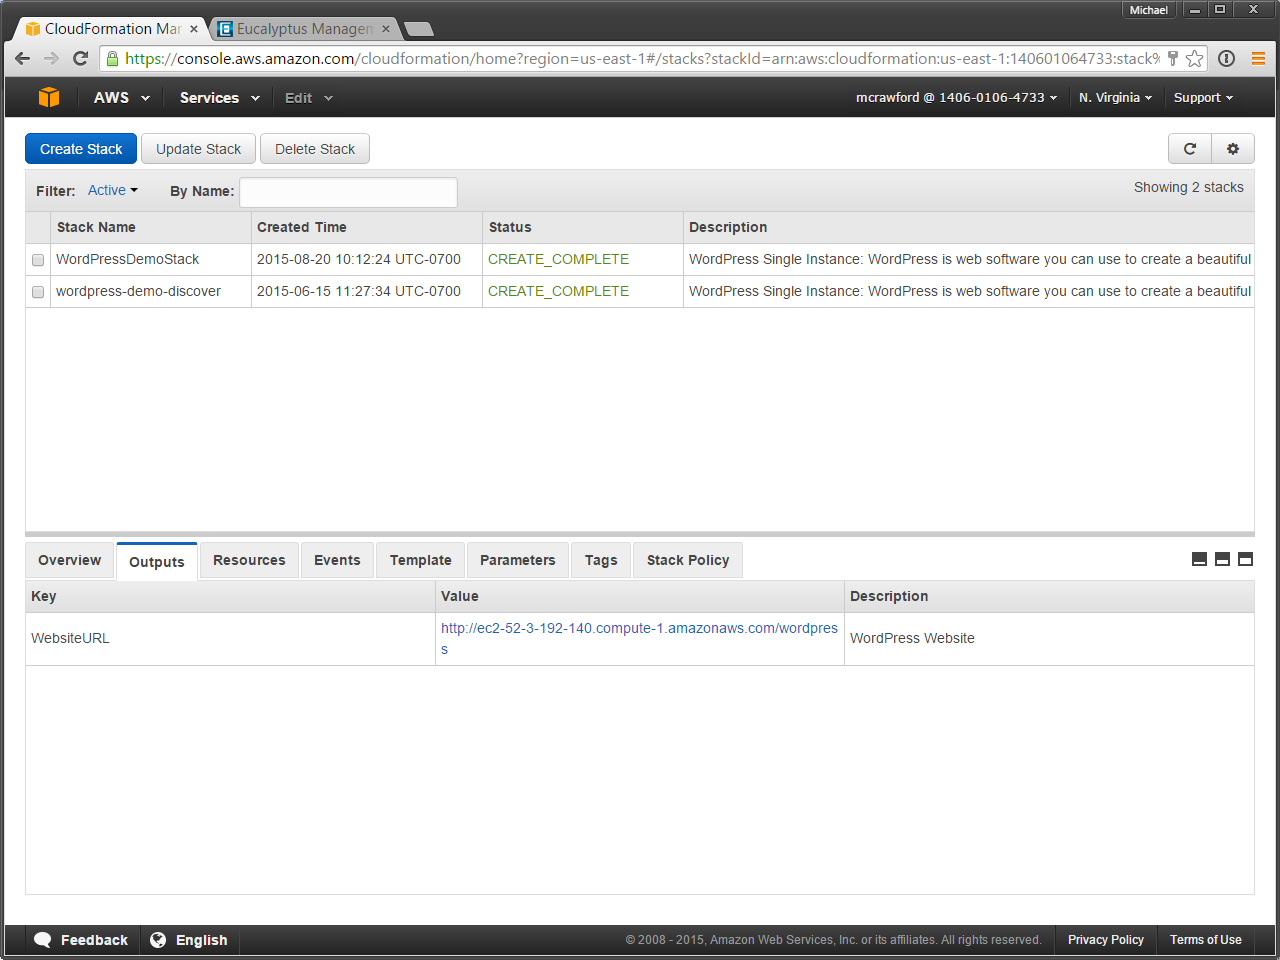 Michael
CloudFormation Mar
Eucalyptus Managem
https://console.aws.amazon.com/cloudformation/home?region=us-east-1#/stacks?stackId=arn:aws:cloudformation:us-east-1:140601064733:stack%
AWS Services Edit mcrawford @ 1406-0106-4733 N. Virginia Support
Create Stack Update Stack Delete Stack
Filter: Active By Name: Showing 2 stacks
Stack Name Created Time Status Description
WordPressDemoStack 2015-08-20 10:12:24 UTC-0700 CREATE_COMPLETE WordPress Single Instance: WordPress is web software you can use to create a beautiful
wordpress-demo-discover 2015-06-15 11:27:34 UTC-0700 CREATE_COMPLETE WordPress Single Instance: WordPress is web software you can use to create a beautiful
Overview Outputs Resources Events Template Parameters Tags Stack Policy
Key Value Description
WebsiteURL http://ec2-52-3-192-140.compute-1.amazonaws.com/wordpres WordPress Website
s
Feedback English © 2008 - 2015, Amazon Web Services, Inc. or its affiliates. All rights reserved. Privacy Policy Terms of Use